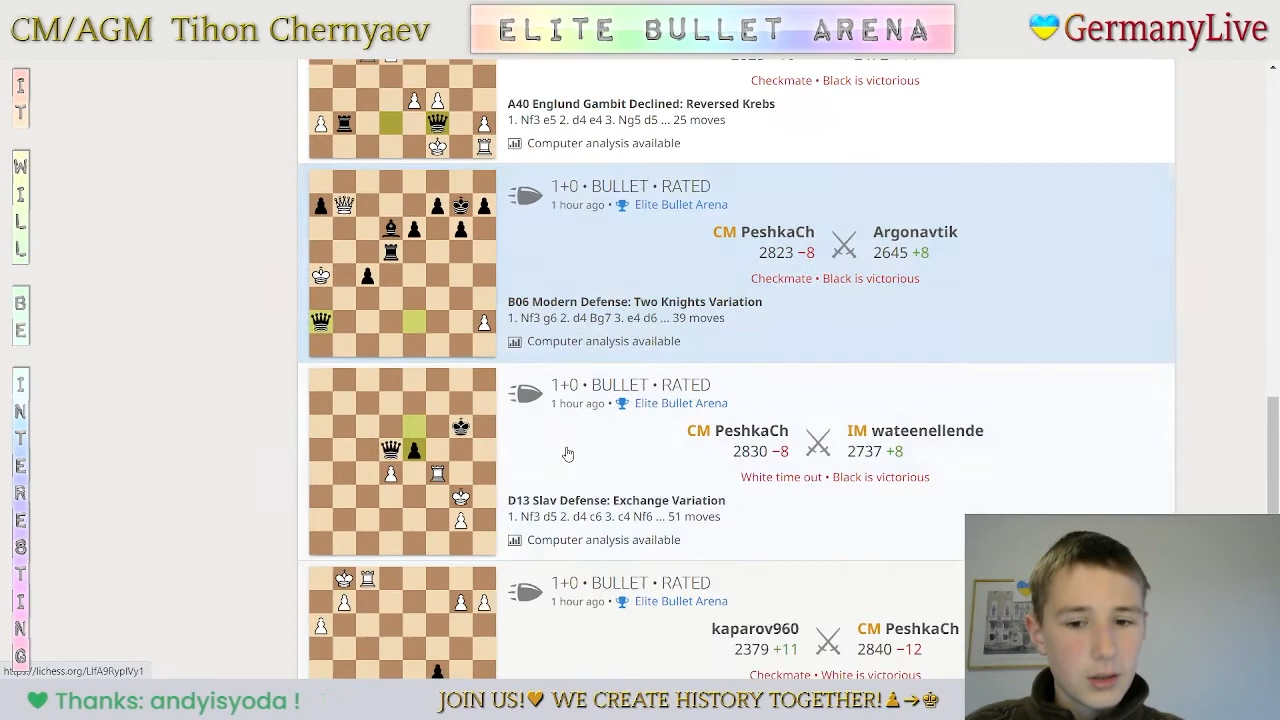 CM/AGM Tihon Chernyaev
ELITE BULLET ARENA
GermanyLive
IT
WILL
BE
INTERESTING
Checkmate • Black is victorious
A40 Englund Gambit Declined: Reversed Krebs
1. Nf3 e5 2. d4 e4 3. Ng5 d5 ... 25 moves
Computer analysis available
1+0 • BULLET • RATED
1 hour ago • Elite Bullet Arena
CM PeshkaCh Argonavtik
2823 −8 2645 +8
Checkmate • Black is victorious
B06 Modern Defense: Two Knights Variation
1. Nf3 g6 2. d4 Bg7 3. e4 d6 ... 39 moves
Computer analysis available
1+0 • BULLET • RATED
1 hour ago • Elite Bullet Arena
CM PeshkaCh IM wateenellende
2830 −8 2737 +8
White time out • Black is victorious
D13 Slav Defense: Exchange Variation
1. Nf3 d5 2. d4 c6 3. c4 Nf6 ... 51 moves
Computer analysis available
1+0 • BULLET • RATED
1 hour ago • Elite Bullet Arena
kaparov960 CM PeshkaCh
2379 +11 2840 −12
Checkmate • White is victorious
Thanks: andyisyoda !
JOIN US! WE CREATE HISTORY TOGETHER!